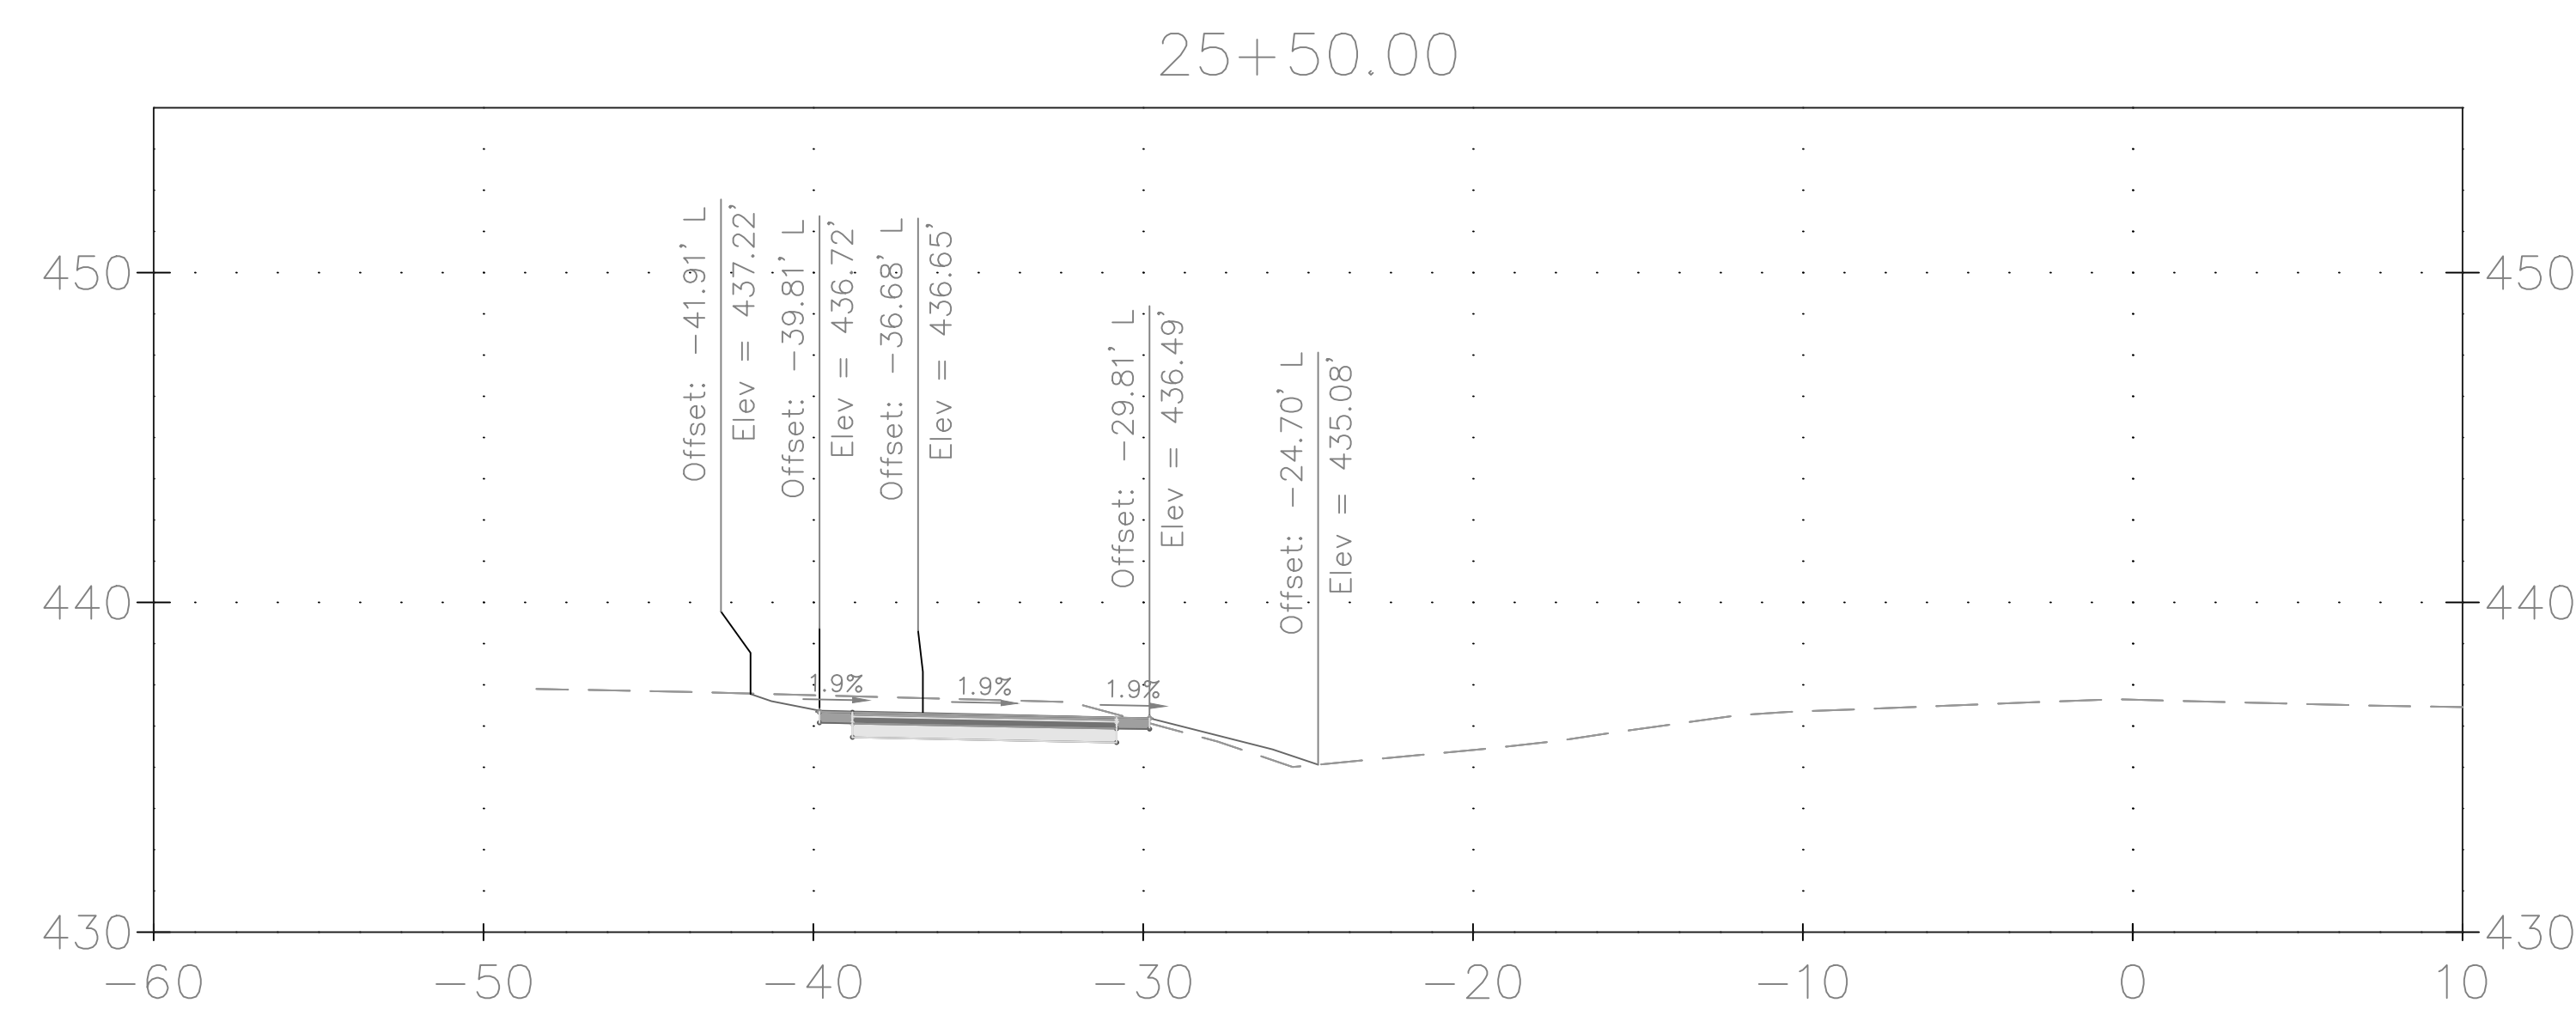 25+50.00
Offset: -41.91' L
Elev = 437.22'
Offset: -39.81' L
Elev = 436.72'
Offset: -36.68' L
Elev = 436.65'
Offset: -29.81' L
Elev = 436.49'
Offset: -24.70' L
Elev = 435.08'
450
450
440
440
1.9%
1.9%
1.9%
430
430
-60
-50
-40
-30
-20
-10
0
10